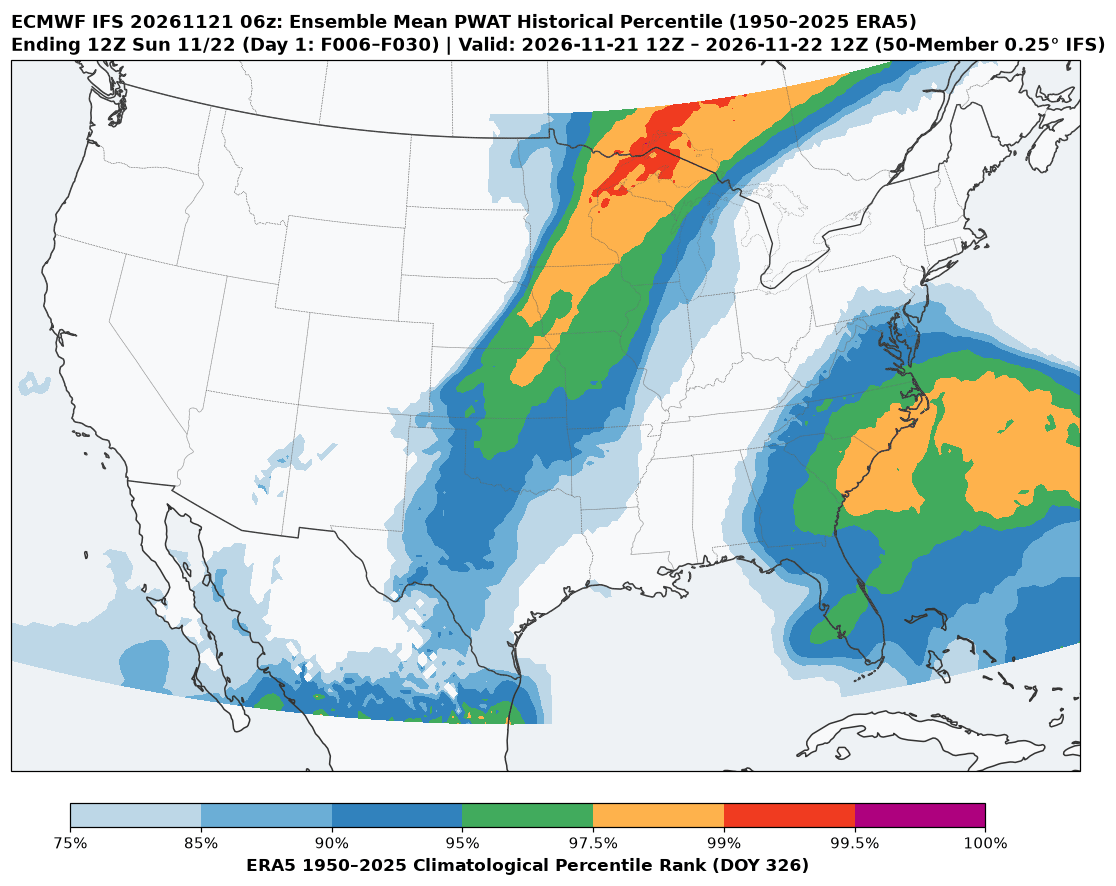 ECMWF IFS 20261121 06z: Ensemble Mean PWAT Historical Percentile (1950–2025 ERA5)
Ending 12Z Sun 11/22 (Day 1: F006–F030) | Valid: 2026-11-21 12Z – 2026-11-22 12Z (50-Member 0.25° IFS)
75% 85% 90% 95% 97.5% 99% 99.5% 100%
ERA5 1950–2025 Climatological Percentile Rank (DOY 326)